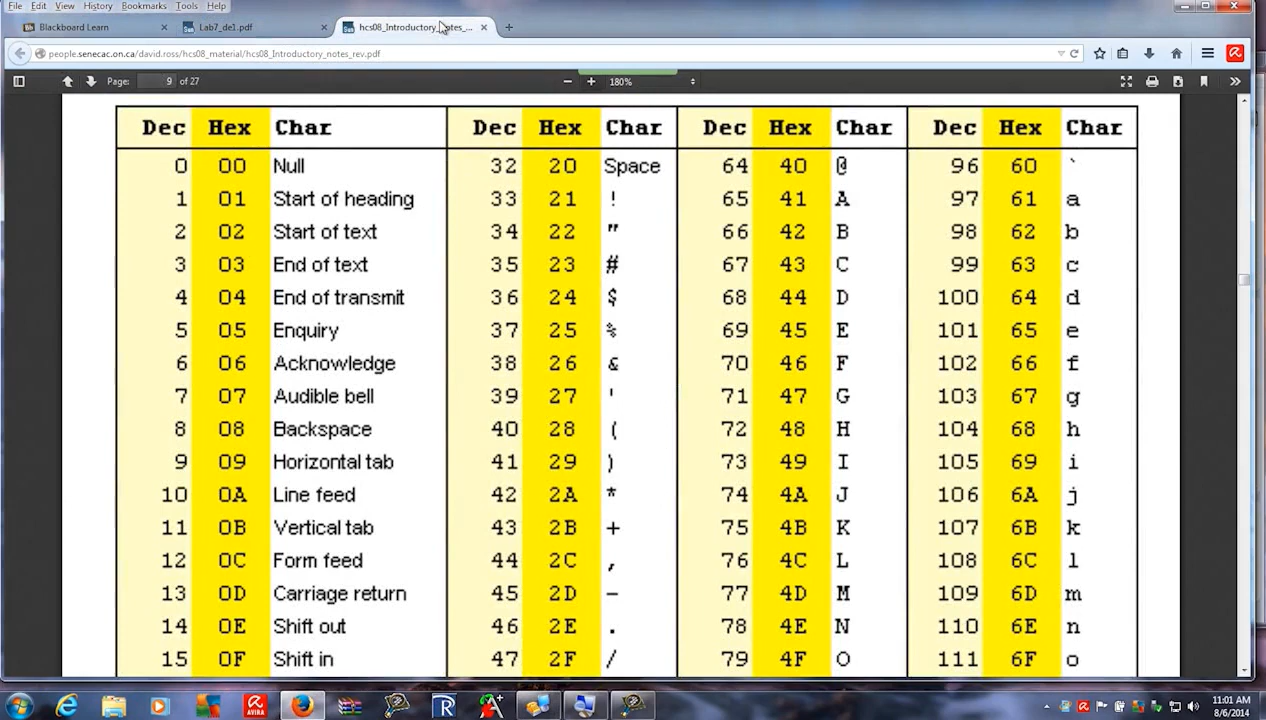 File Edit View History Bookmarks Tools Help
Blackboard Learn × Lab7_de1.pdf × hcs08_Introductory_notes_... × +
people.senecac.on.ca/david.ross/hcs08_material/hcs08_Introductory_notes_rev.pdf
Page: 9 of 27 − + 180%
Dec Hex Char Dec Hex Char Dec Hex Char Dec Hex Char
0 00 Null 32 20 Space 64 40 @ 96 60 `
1 01 Start of heading 33 21 ! 65 41 A 97 61 a
2 02 Start of text 34 22 " 66 42 B 98 62 b
3 03 End of text 35 23 # 67 43 C 99 63 c
4 04 End of transmit 36 24 $ 68 44 D 100 64 d
5 05 Enquiry 37 25 % 69 45 E 101 65 e
6 06 Acknowledge 38 26 & 70 46 F 102 66 f
7 07 Audible bell 39 27 ' 71 47 G 103 67 g
8 08 Backspace 40 28 ( 72 48 H 104 68 h
9 09 Horizontal tab 41 29 ) 73 49 I 105 69 i
10 0A Line feed 42 2A * 74 4A J 106 6A j
11 0B Vertical tab 43 2B + 75 4B K 107 6B k
12 0C Form feed 44 2C , 76 4C L 108 6C l
13 0D Carriage return 45 2D - 77 4D M 109 6D m
14 0E Shift out 46 2E . 78 4E N 110 6E n
15 0F Shift in 47 2F / 79 4F O 111 6F o
AVIRA
11:01 AM
8/6/2014